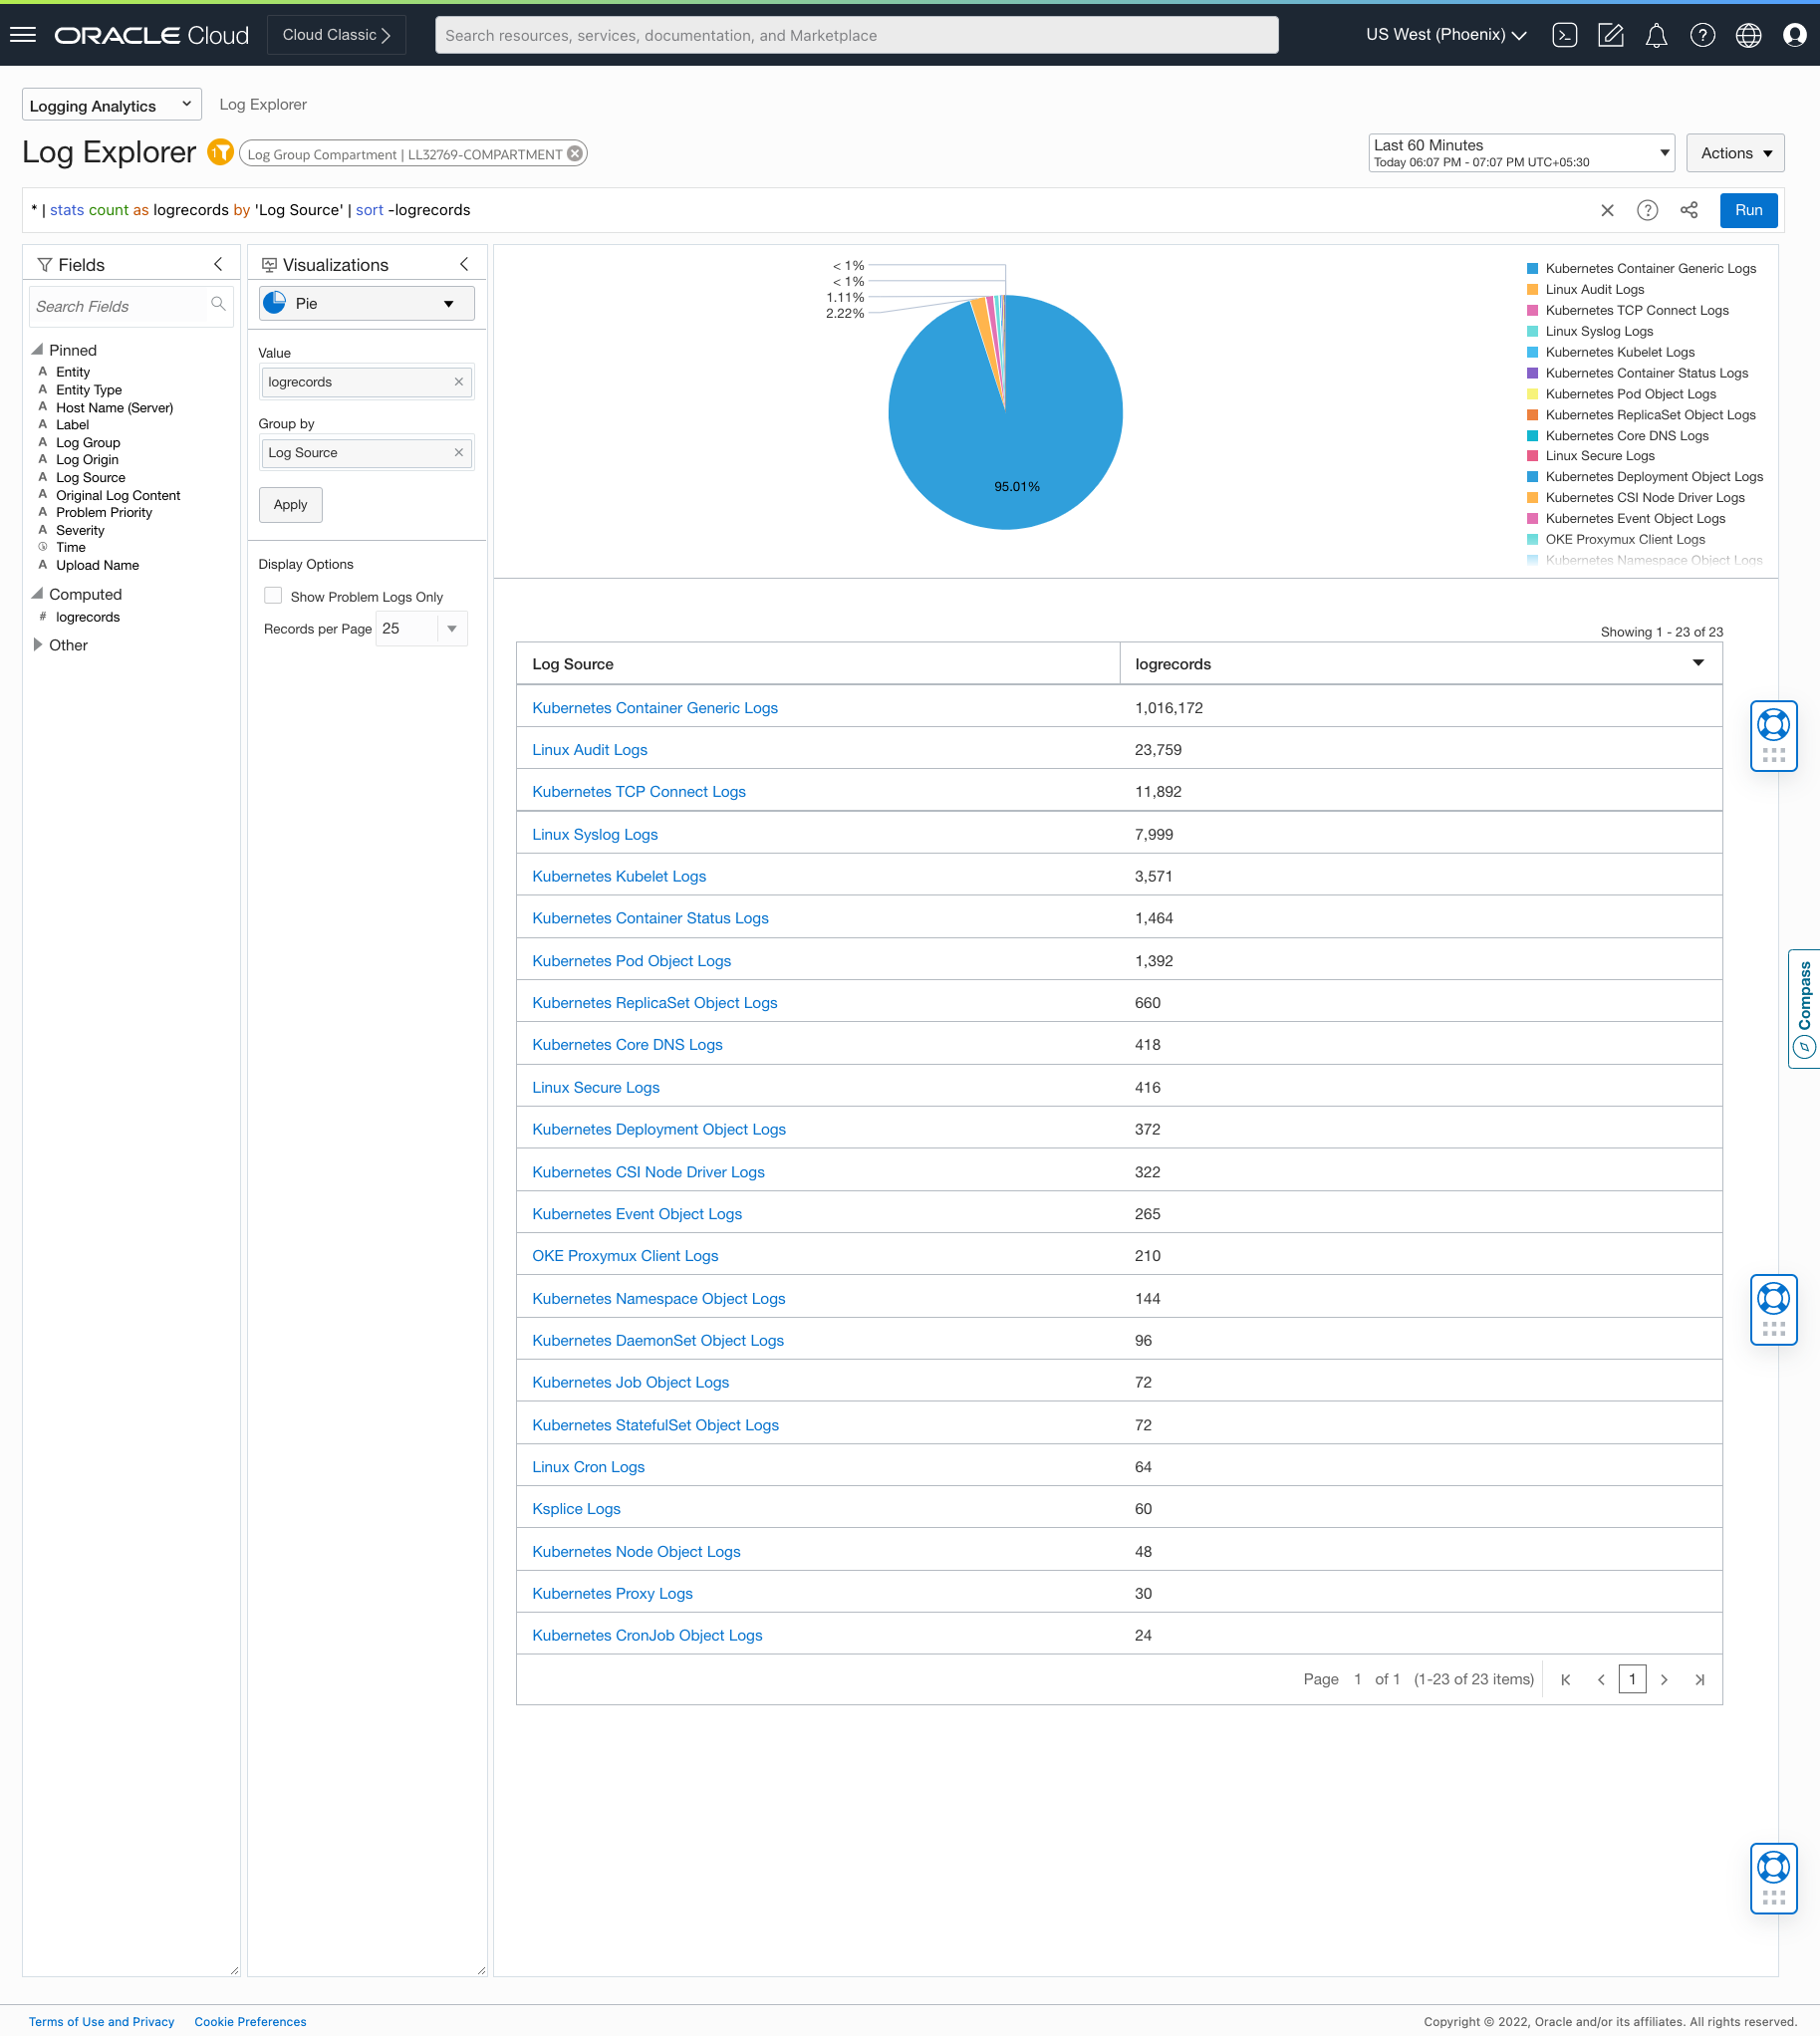 ORACLE Cloud
Cloud Classic
Search resources, services, documentation, and Marketplace
US West (Phoenix)
Logging Analytics
Log Explorer
Log Explorer
1
Log Group Compartment | LL32769-COMPARTMENT
Last 60 Minutes
Today 06:07 PM - 07:07 PM UTC+05:30
Actions
* | stats count as logrecords by 'Log Source' | sort -logrecords
Run
Fields
Search Fields
Pinned
A Entity
A Entity Type
A Host Name (Server)
A Label
A Log Group
A Log Origin
A Log Source
A Original Log Content
A Problem Priority
A Severity
Time
A Upload Name
Computed
# logrecords
Other
Visualizations
Pie
Value
logrecords
Group by
Log Source
Apply
Display Options
Show Problem Logs Only
Records per Page 25
< 1%
< 1%
1.11%
2.22%
95.01%
Kubernetes Container Generic Logs
Linux Audit Logs
Kubernetes TCP Connect Logs
Linux Syslog Logs
Kubernetes Kubelet Logs
Kubernetes Container Status Logs
Kubernetes Pod Object Logs
Kubernetes ReplicaSet Object Logs
Kubernetes Core DNS Logs
Linux Secure Logs
Kubernetes Deployment Object Logs
Kubernetes CSI Node Driver Logs
Kubernetes Event Object Logs
OKE Proxymux Client Logs
Kubernetes Namespace Object Logs
Showing 1 - 23 of 23
Log Source logrecords
Kubernetes Container Generic Logs 1,016,172
Linux Audit Logs 23,759
Kubernetes TCP Connect Logs 11,892
Linux Syslog Logs 7,999
Kubernetes Kubelet Logs 3,571
Kubernetes Container Status Logs 1,464
Kubernetes Pod Object Logs 1,392
Kubernetes ReplicaSet Object Logs 660
Kubernetes Core DNS Logs 418
Linux Secure Logs 416
Kubernetes Deployment Object Logs 372
Kubernetes CSI Node Driver Logs 322
Kubernetes Event Object Logs 265
OKE Proxymux Client Logs 210
Kubernetes Namespace Object Logs 144
Kubernetes DaemonSet Object Logs 96
Kubernetes Job Object Logs 72
Kubernetes StatefulSet Object Logs 72
Linux Cron Logs 64
Ksplice Logs 60
Kubernetes Node Object Logs 48
Kubernetes Proxy Logs 30
Kubernetes CronJob Object Logs 24
Page 1 of 1 (1-23 of 23 items) 1
Compass
Terms of Use and Privacy Cookie Preferences
Copyright © 2022, Oracle and/or its affiliates. All rights reserved.